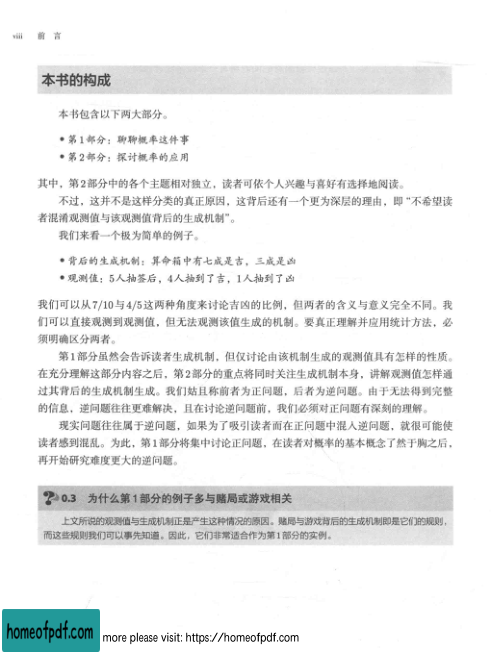 viii 前 言
本书的构成
本书包含以下两大部分。
* 第1部分：聊聊概率这件事
* 第2部分：探讨概率的应用
其中，第2部分中的各个主题相对独立，读者可依个人兴趣与喜好有选择地阅读。
不过，这并不是这样分类的真正原因，这背后还有一个更为深层的理由，即“不希望读
者混淆观测值与该观测值背后的生成机制”。
我们来看一个极为简单的例子。
* 背后的生成机制：算命箱中有七成是吉，三成是凶
* 观测值：5人抽签后，4人抽到了吉，1人抽到了凶
我们可以从7/10与4/5这两种角度来讨论吉凶的比例，但两者的含义与意义完全不同。我
们可以直接观测到观测值，但无法观测该值生成的机制。要真正理解并应用统计方法，必
须明确区分两者。
第1部分虽然会告诉读者生成机制，但仅讨论由该机制生成的观测值具有怎样的性质。
在充分理解这部分内容之后，第2部分的重点将同时关注生成机制本身，讲解观测值怎样通
过其背后的生成机制生成。我们姑且称前者为正问题，后者为逆问题。由于无法得到完整
的信息，逆问题往往更难解决，且在讨论逆问题前，我们必须对正问题有深刻的理解。
现实问题往往属于逆问题，如果为了吸引读者而在正问题中混入逆问题，就很可能使
读者感到混乱。为此，第1部分将集中讨论正问题，在读者对概率的基本概念了然于胸之后，
再开始研究难度更大的逆问题。
? 0.3 为什么第1部分的例子多与赌局或游戏相关
上文所说的观测值与生成机制正是产生这种情况的原因。赌局与游戏背后的生成机制即是它们的规则，
而这些规则我们可以事先知道。因此，它们非常适合作为第1部分的实例。
homeofpdf.com more please visit: https://homeofpdf.com